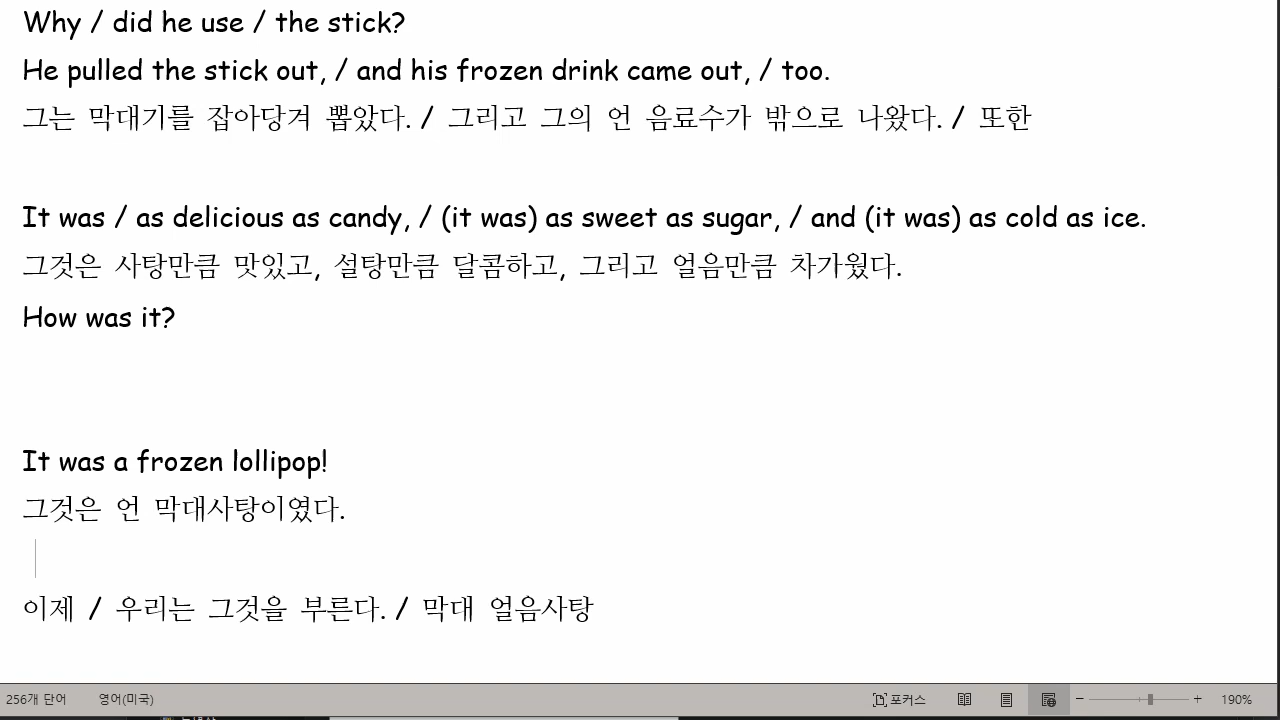 Why / did he use / the stick?
He pulled the stick out, / and his frozen drink came out, / too.
그는 막대기를 잡아당겨 뽑았다. / 그리고 그의 언 음료수가 밖으로 나왔다. / 또한
It was / as delicious as candy, / (it was) as sweet as sugar, / and (it was) as cold as ice.
그것은 사탕만큼 맛있고, 설탕만큼 달콤하고, 그리고 얼음만큼 차가웠다.
How was it?
It was a frozen lollipop!
그것은 언 막대사탕이였다.
이제 / 우리는 그것을 부른다. / 막대 얼음사탕
256개 단어 영어(미국) 포커스 190%